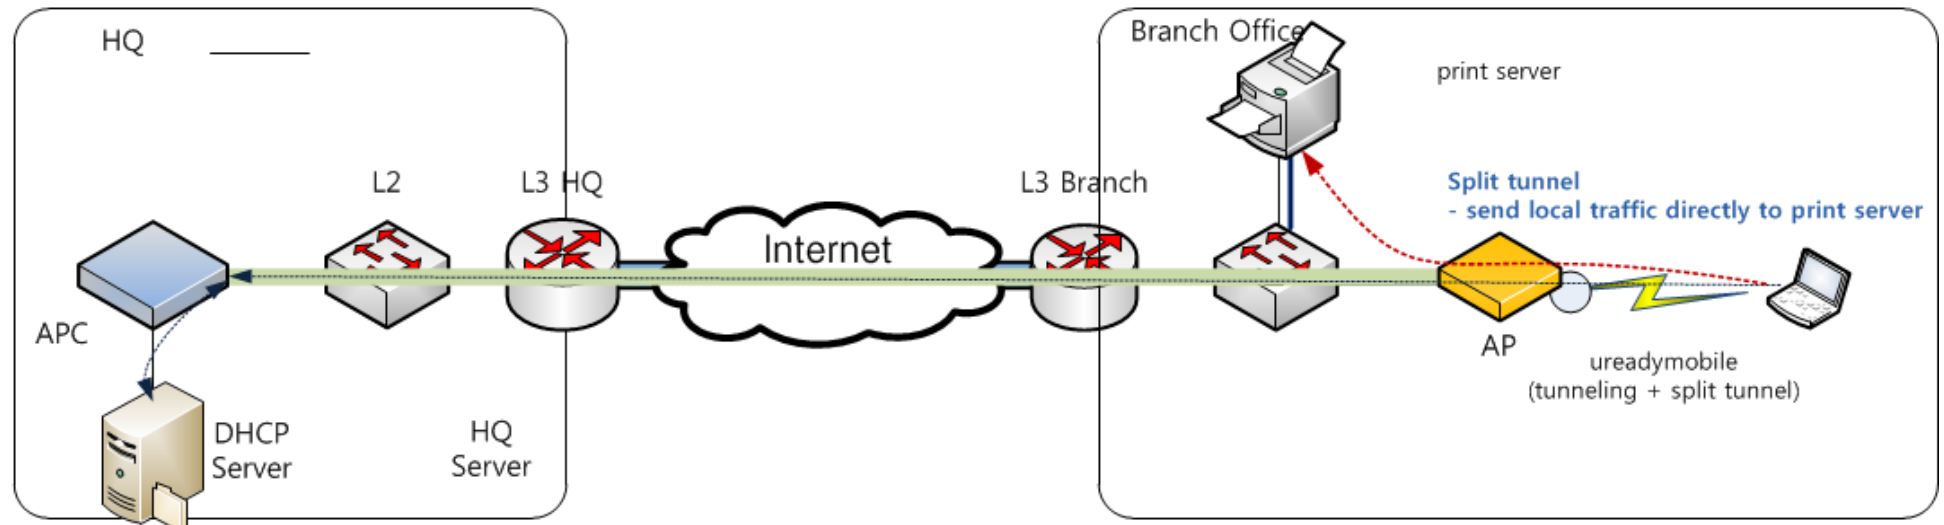 HQ
Branch Office
print server
L2
L3 HQ
L3 Branch
Split tunnel
- send local traffic directly to print server
Internet
APC
AP
ureadymobile
(tunneling + split tunnel)
DHCP
Server
HQ
Server